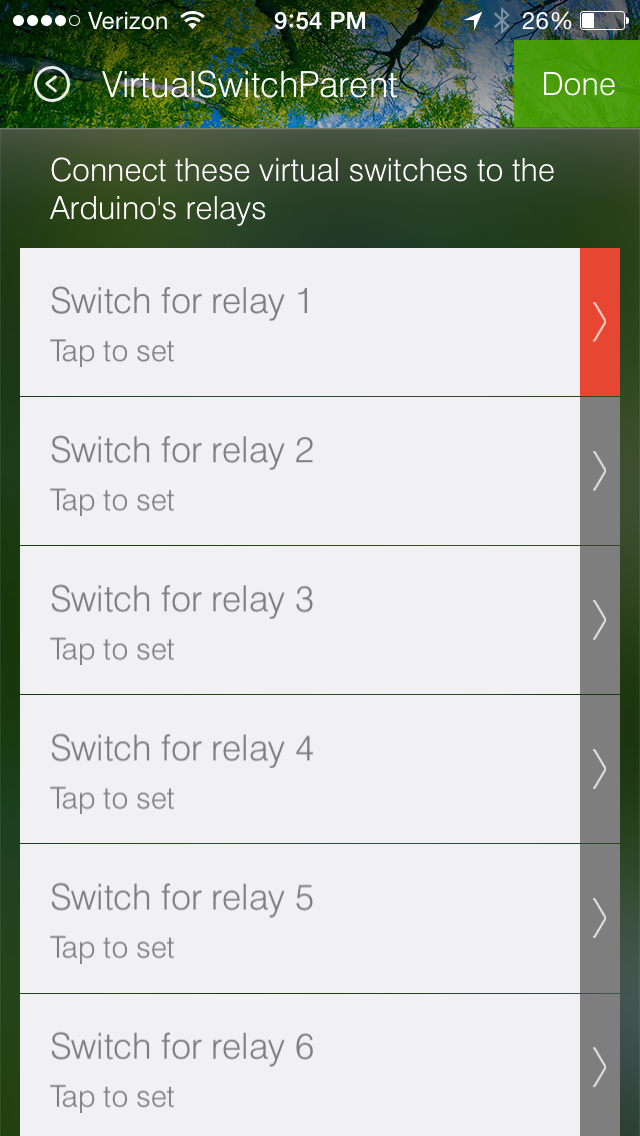 Verizon 9:54 PM 26%
VirtualSwitchParent Done
Connect these virtual switches to the
Arduino's relays
Switch for relay 1
Tap to set
Switch for relay 2
Tap to set
Switch for relay 3
Tap to set
Switch for relay 4
Tap to set
Switch for relay 5
Tap to set
Switch for relay 6
Tap to set